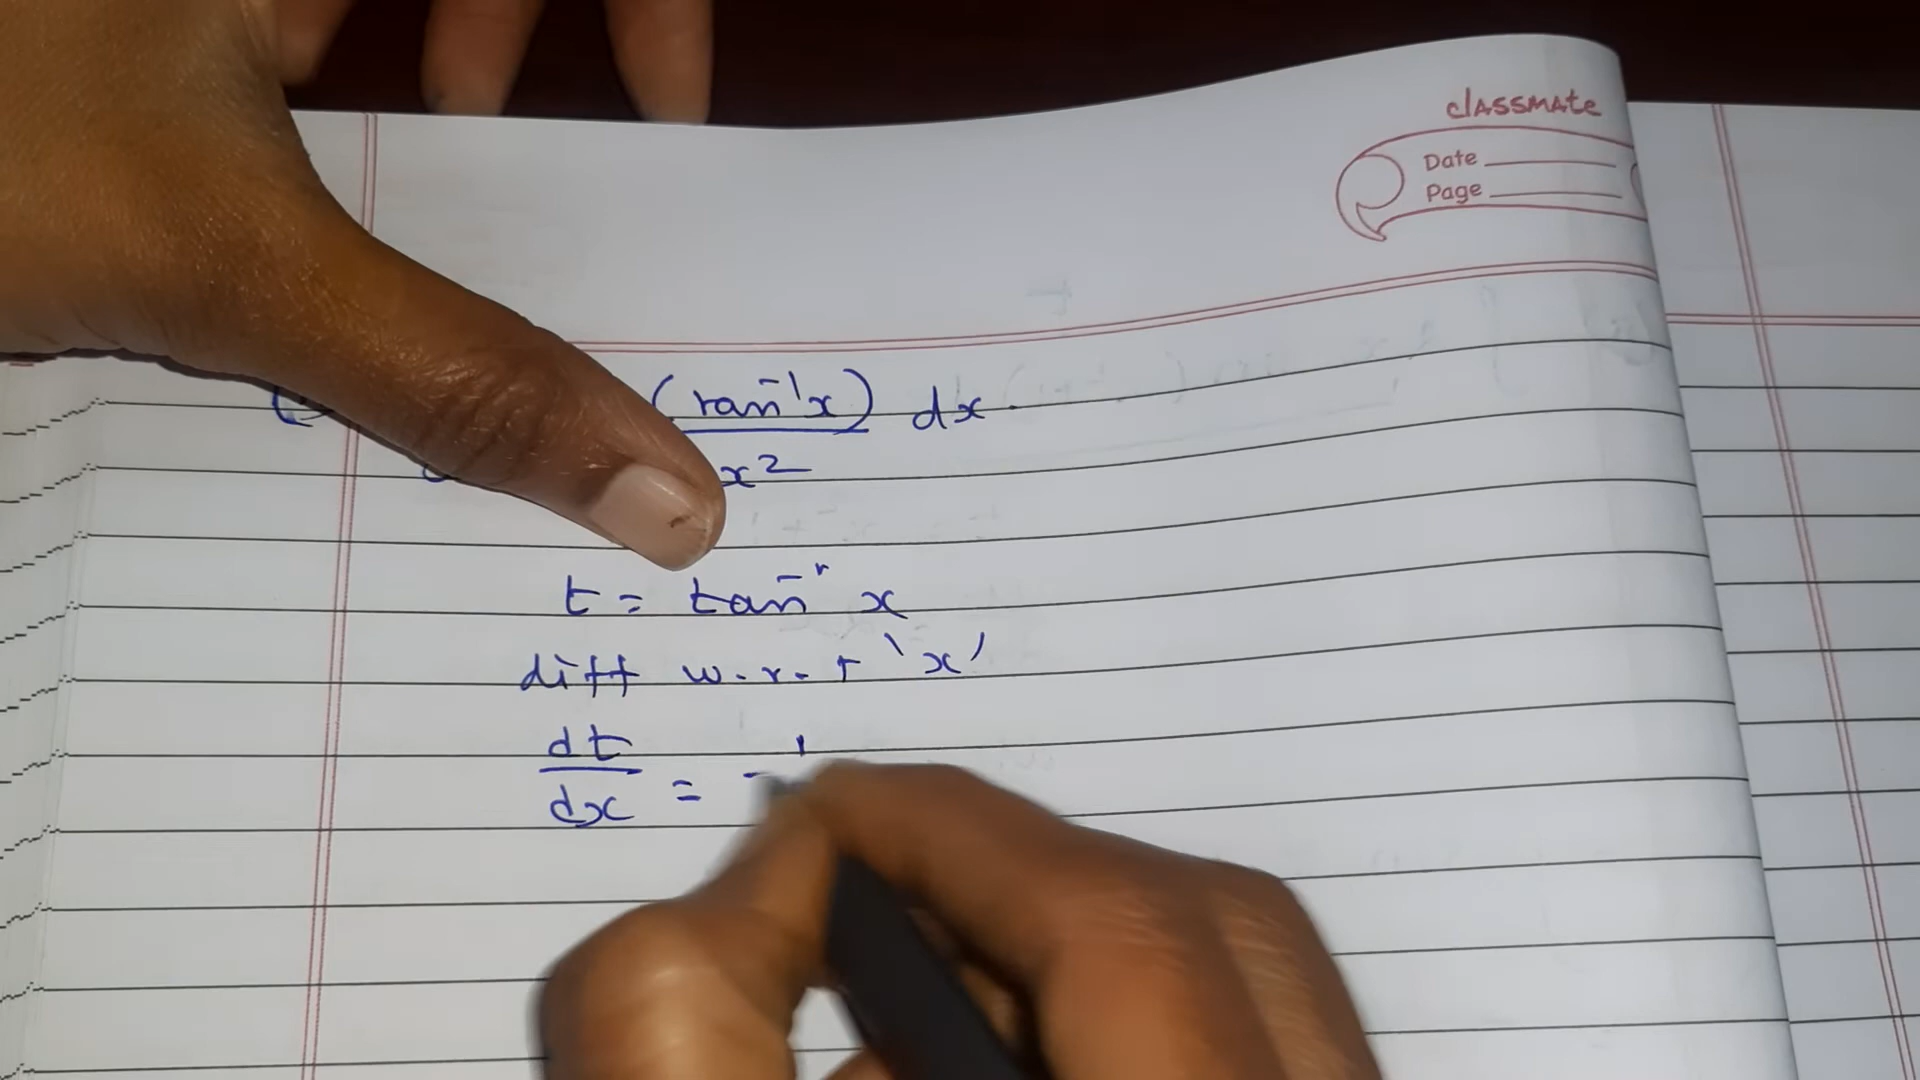 classmate
Date
Page
(tan⁻¹x) dx
x²
t = tan⁻¹ x
diff w.r.t 'x'
dt
dx =